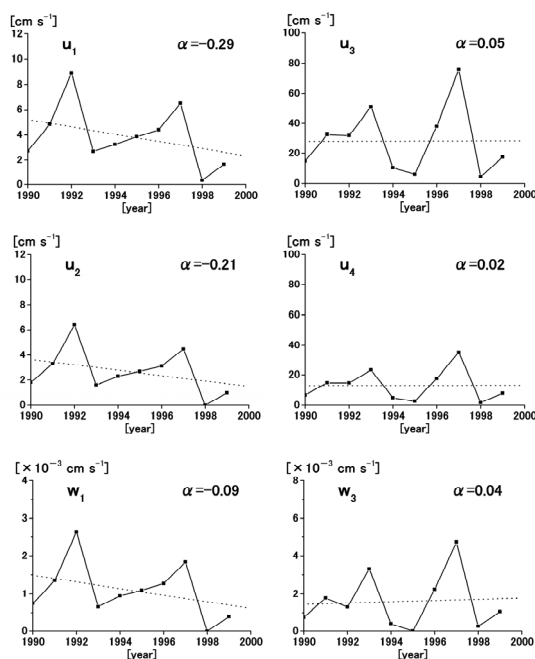 [cm s⁻¹]
u₁ α=−0.29
12
10
8
6
4
2
0
1990 1992 1994 1996 1998 2000
[year]
[cm s⁻¹]
u₃ α=0.05
100
80
60
40
20
0
1990 1992 1994 1996 1998 2000
[year]
[cm s⁻¹]
u₂ α=−0.21
12
10
8
6
4
2
0
1990 1992 1994 1996 1998 2000
[year]
[cm s⁻¹]
u₄ α=0.02
100
80
60
40
20
0
1990 1992 1994 1996 1998 2000
[year]
[×10⁻³ cm s⁻¹]
w₁ α=−0.09
4
3
2
1
0
1990 1992 1994 1996 1998 2000
[year]
[×10⁻³ cm s⁻¹]
w₃ α=0.04
8
6
4
2
0
1990 1992 1994 1996 1998 2000
[year]